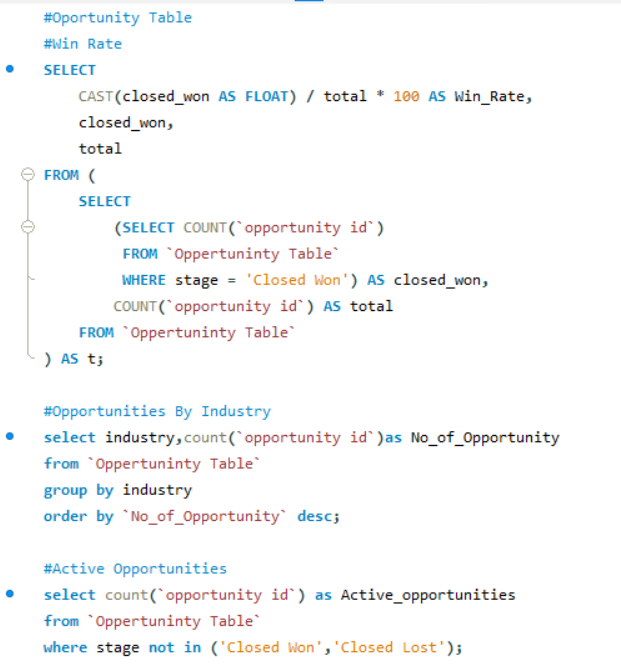 #Oportunity Table
#Win Rate
SELECT
CAST(closed_won AS FLOAT) / total * 100 AS Win_Rate,
closed_won,
total
FROM (
SELECT
(SELECT COUNT(`opportunity id`)
FROM `Oppertuninty Table`
WHERE stage = 'Closed Won') AS closed_won,
COUNT(`opportunity id`) AS total
FROM `Oppertuninty Table`
) AS t;
#Opportunities By Industry
select industry,count(`opportunity id`)as No_of_Opportunity
from `Oppertuninty Table`
group by industry
order by `No_of_Opportunity` desc;
#Active Opportunities
select count(`opportunity id`) as Active_opportunities
from `Oppertuninty Table`
where stage not in ('Closed Won','Closed Lost');